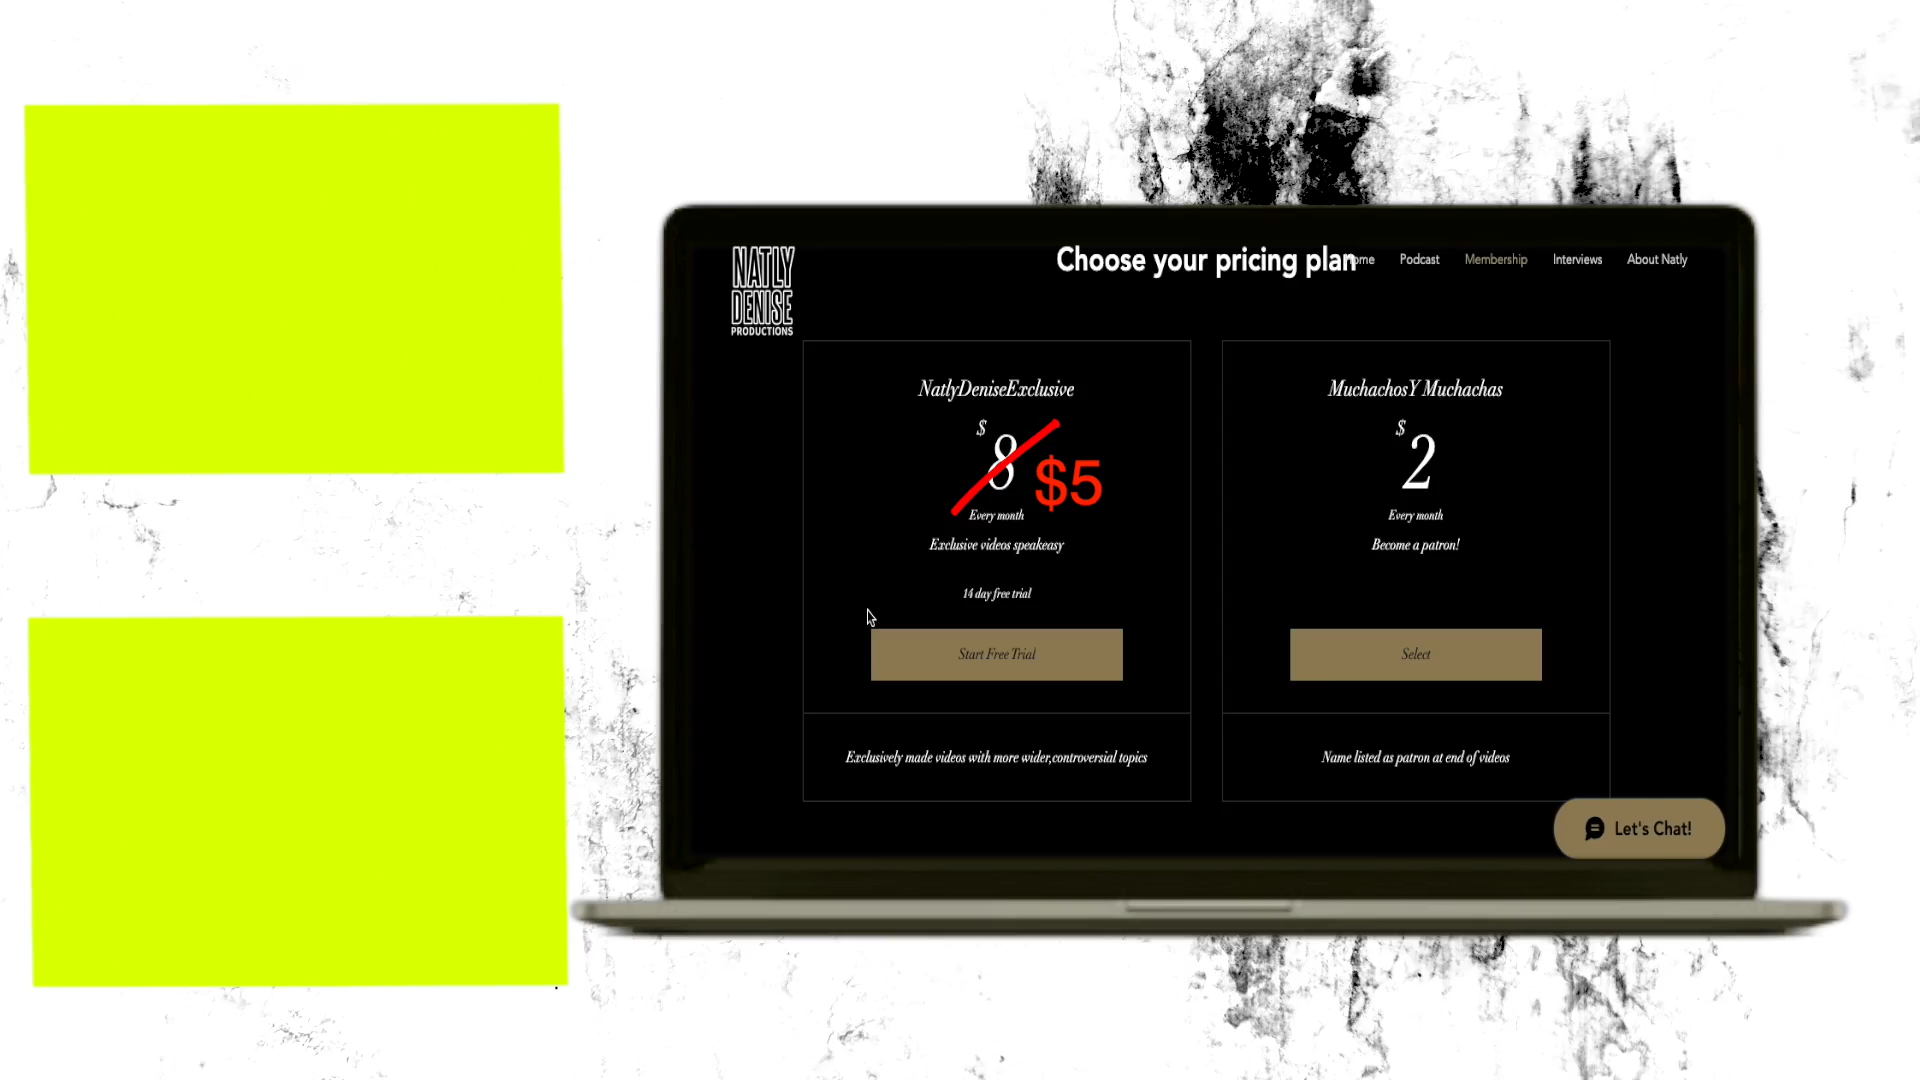 NATLY
DENISE
PRODUCTIONS
Choose your pricing plan
Podcast
Membership
Interviews
About Natly
NatlyDeniseExclusive
$
8
$5
Every month
Exclusive videos speakeasy
14 day free trial
Start Free Trial
Exclusively made videos with more wider,controversial topics
MuchachosY Muchachas
$
2
Every month
Become a patron!
Select
Name listed as patron at end of videos
Let's Chat!